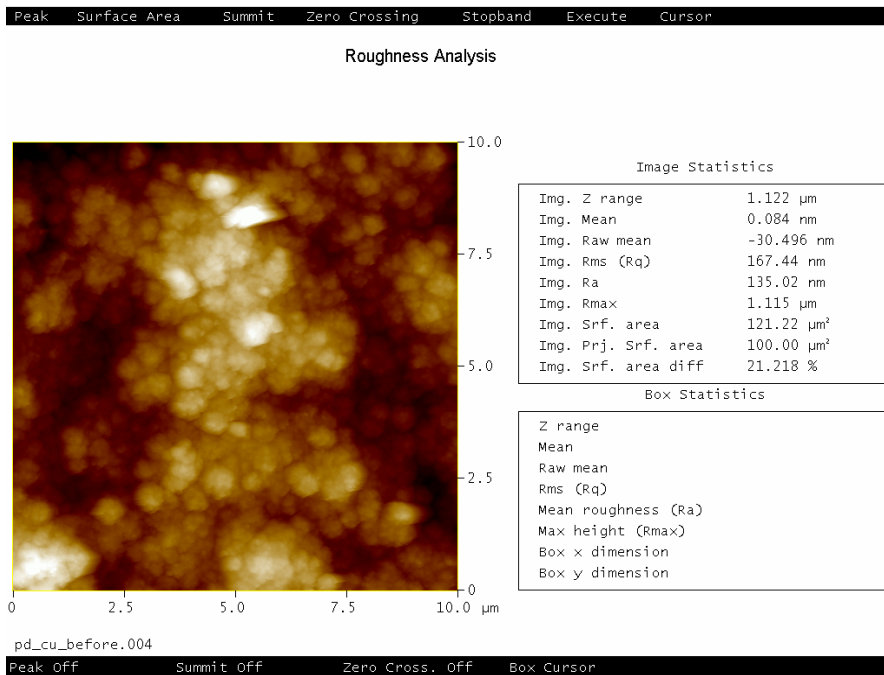 Peak Surface Area Summit Zero Crossing Stopband Execute Cursor
Roughness Analysis
10.0
7.5
5.0
2.5
0
0 2.5 5.0 7.5 10.0 µm
Image Statistics
Img. Z range 1.122 µm
Img. Mean 0.084 nm
Img. Raw mean -30.496 nm
Img. Rms (Rq) 167.44 nm
Img. Ra 135.02 nm
Img. Rmax 1.115 µm
Img. Srf. area 121.22 µm²
Img. Prj. Srf. area 100.00 µm²
Img. Srf. area diff 21.218 %
Box Statistics
Z range
Mean
Raw mean
Rms (Rq)
Mean roughness (Ra)
Max height (Rmax)
Box x dimension
Box y dimension
pd_cu_before.004
Peak Off Summit Off Zero Cross. Off Box Cursor